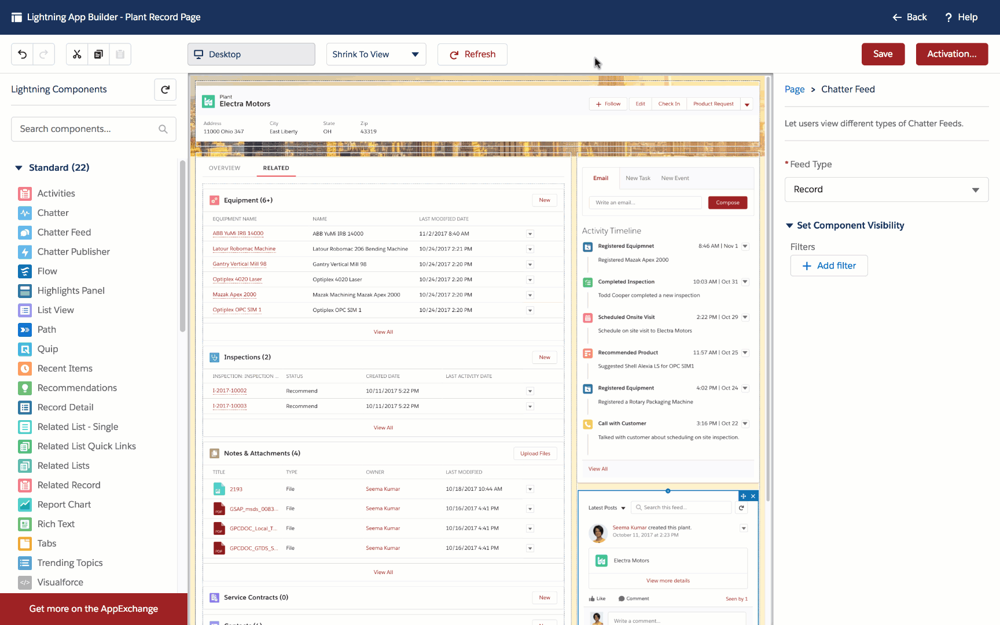 Lightning App Builder - Plant Record Page
Back
? Help
Desktop
Shrink To View
Refresh
Save
Activation...
Lightning Components
Search components...
Standard (22)
Activities
Chatter
Chatter Feed
Chatter Publisher
Flow
Highlights Panel
List View
Path
Quip
Recent Items
Recommendations
Record Detail
Related List - Single
Related List Quick Links
Related Lists
Related Record
Report Chart
Rich Text
Tabs
Trending Topics
Visualforce
Get more on the AppExchange
Plant
Electra Motors
+ Follow
Edit
Check In
Product Request
Address City State Zip
11000 Ohio 347 East Liberty OH 43319
OVERVIEW RELATED
Equipment (6+) New
EQUIPMENT NAME NAME LAST MODIFIED DATE
ABB YuMi IRB 14000 ABB YuMi IRB 14000 11/2/2017 8:40 AM
Latour Robomac Machine Latour Robomac 206 Bending Machine 10/24/2017 2:21 PM
Gantry Vertical Mill 98 Gantry Vertical Mill 98 10/24/2017 2:20 PM
Optiplex 4020 Laser Optiplex 4020 Laser 10/24/2017 2:20 PM
Mazak Apex 2000 Mazak Machining Mazak Apex 2000 10/24/2017 2:20 PM
Optiplex OPC SIM 1 Optiplex OPC SIM 1 10/24/2017 2:20 PM
View All
Inspections (2) New
INSPECTION: INSPECTION ... STATUS CREATED DATE LAST ACTIVITY DATE
I-2017-10002 Recommend 10/11/2017 5:22 PM
I-2017-10003 Recommend 10/11/2017 5:22 PM
View All
Notes & Attachments (4) Upload Files
TITLE TYPE OWNER LAST MODIFIED
2193 File Seema Kumar 10/18/2017 10:44 AM
PDF GSAP_msds_0083... File Seema Kumar 10/16/2017 4:41 PM
PDF GPCDOC_Local_T... File Seema Kumar 10/16/2017 4:41 PM
PDF GPCDOC_GTDS_S... File Seema Kumar 10/16/2017 4:41 PM
View All
Service Contracts (0) New
Email New Task New Event
Write an email... Compose
Activity Timeline
Registered Equipmnet 8:46 AM | Nov 1
Registered Mazak Apex 2000
Completed Inspection 10:03 AM | Oct 31
Todd Cooper completed a new inspection
Scheduled Onsite Visit 2:22 PM | Oct 29
Schedule on site visit to Electra Motors
Recommended Product 11:57 AM | Oct 25
Suggested Shell Alexia LS for OPC SIM1
Registered Equipment 4:02 PM | Oct 24
Registered a Rotary Packaging Machine
Call with Customer 3:16 PM | Oct 22
Talked with customer about scheduling on site inspection.
View All
Latest Posts Search this feed...
Seema Kumar created this plant.
October 11, 2017 at 2:23 PM
Electra Motors
View more details
Like Comment Seen by 1
Write a comment...
Page > Chatter Feed
Let users view different types of Chatter Feeds.
* Feed Type
Record
Set Component Visibility
Filters
+ Add filter